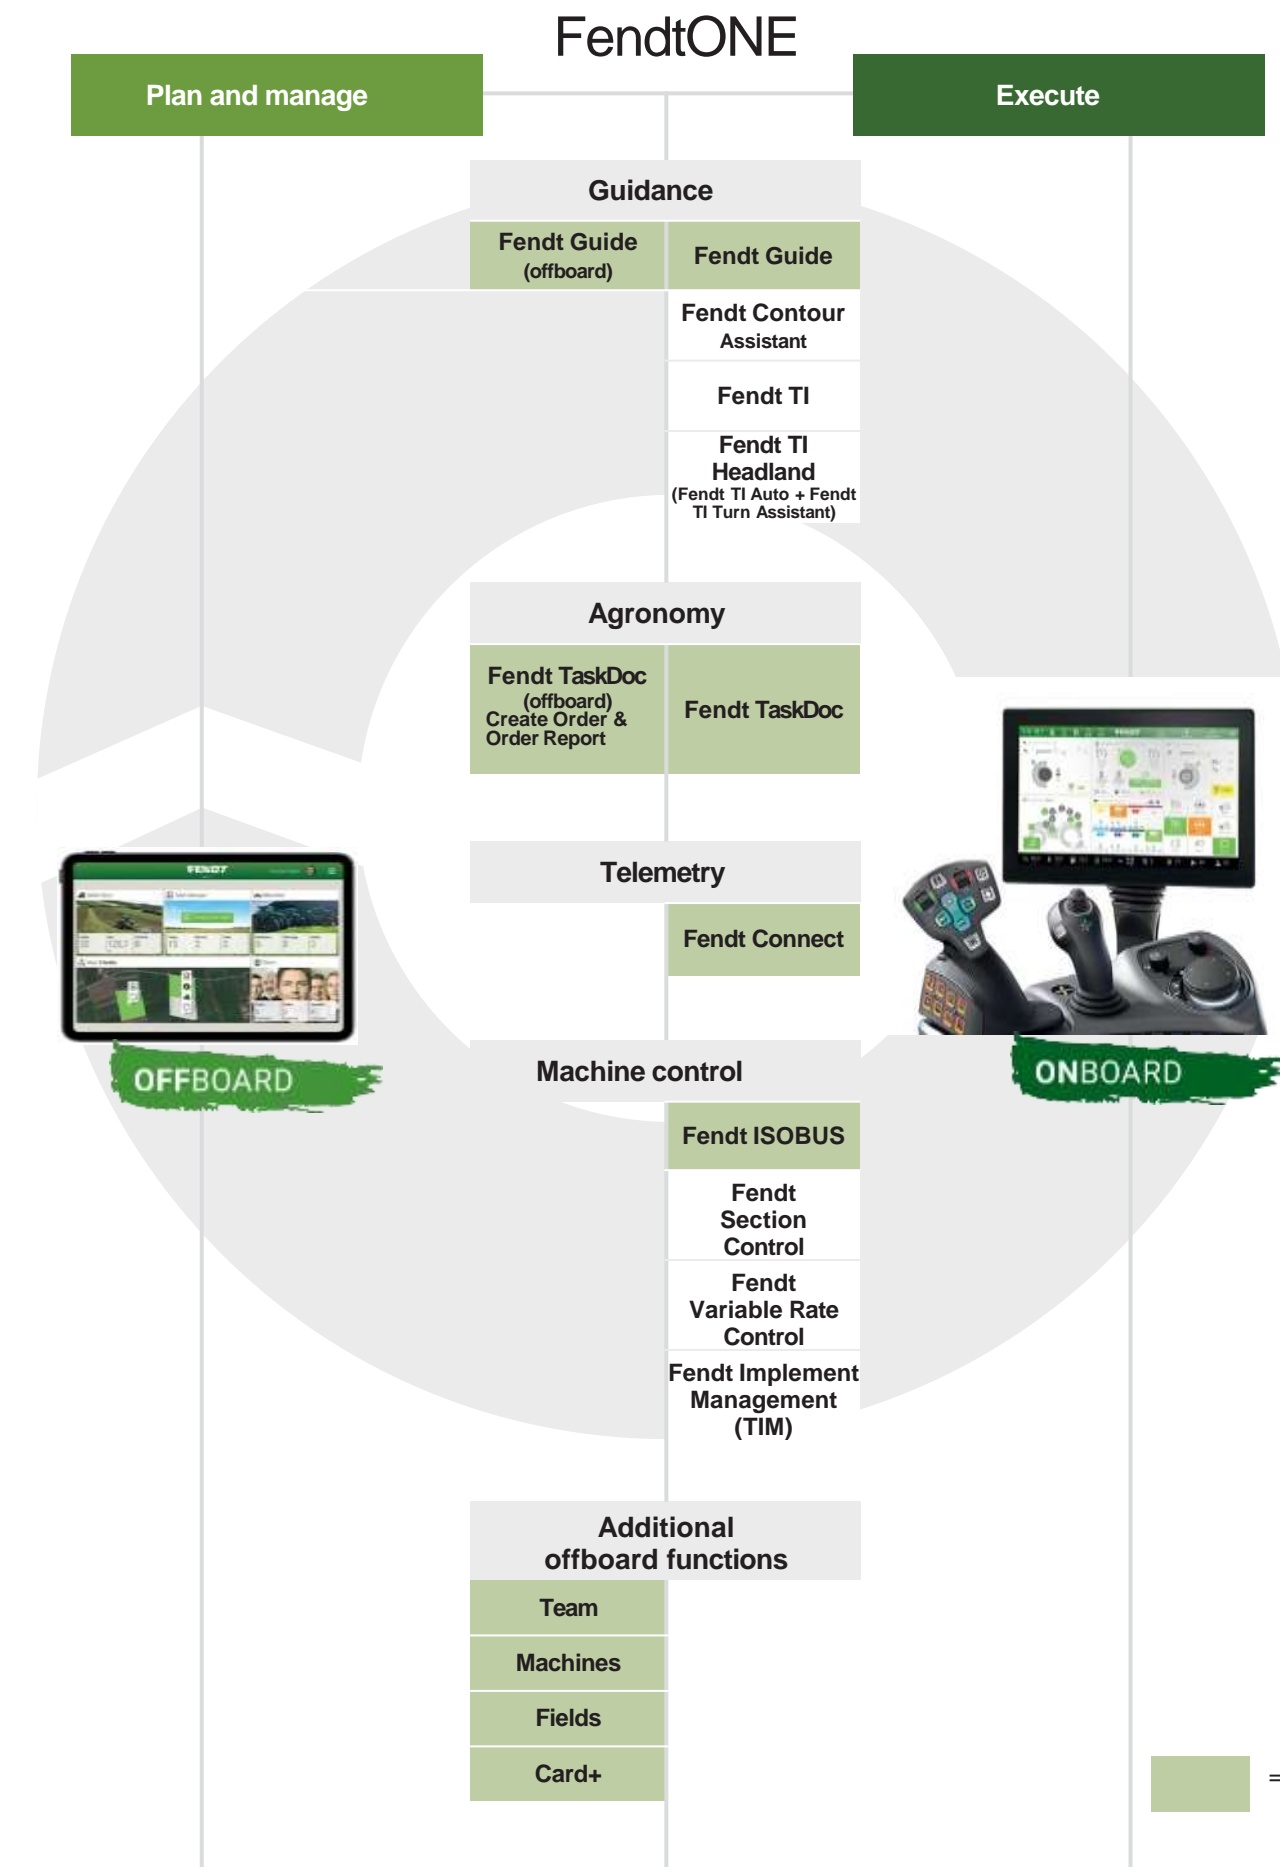 FendtONE
Plan and manage
Execute
Guidance
Fendt Guide
(offboard)
Fendt Guide
Fendt Contour
Assistant
Fendt TI
Fendt TI
Headland
(Fendt TI Auto + Fendt
TI Turn Assistant)
Agronomy
Fendt TaskDoc
(offboard)
Create Order &
Order Report
Fendt TaskDoc
Telemetry
Fendt Connect
FENDT
FENDT
OFFBOARD
ONBOARD
Machine control
Fendt ISOBUS
Fendt
Section
Control
Fendt
Variable Rate
Control
Fendt Implement
Management
(TIM)
Additional
offboard functions
Team
Machines
Fields
Card+
=